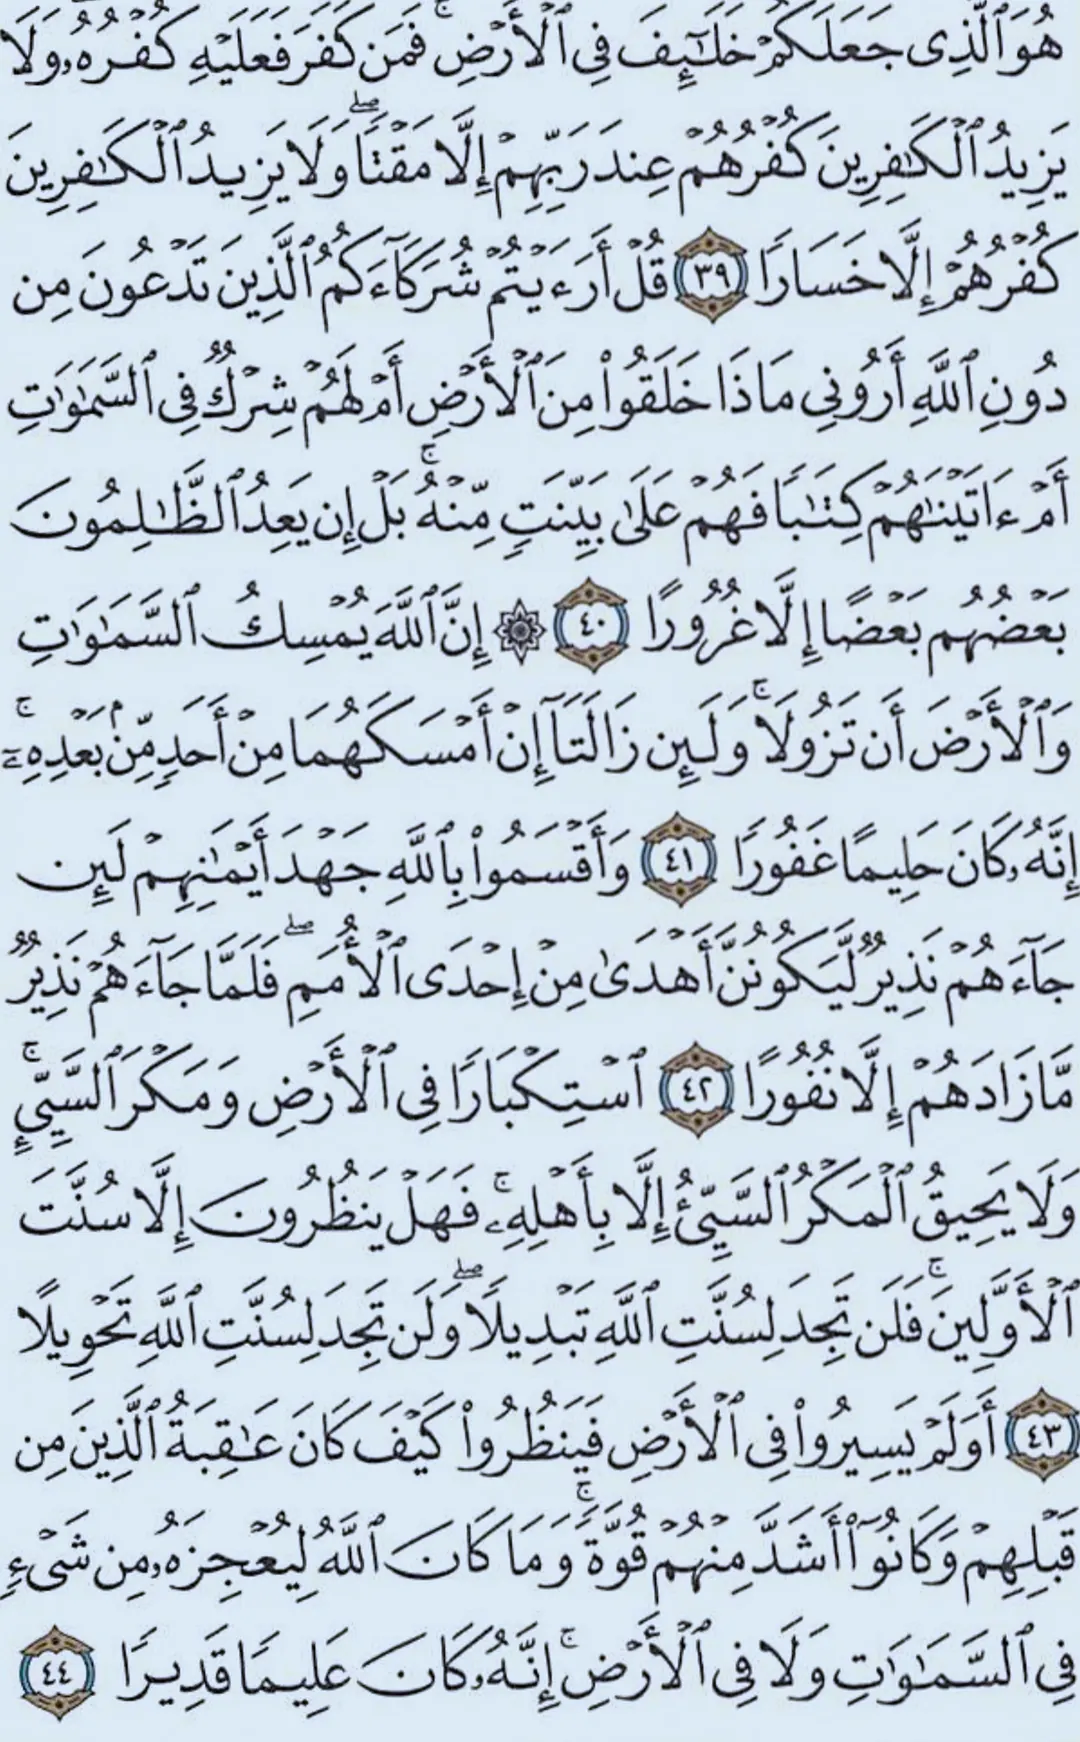 هُوَ ٱلَّذِى جَعَلَكُمْ خَلَـٰٓئِفَ فِى ٱلْأَرْضِ ۚ فَمَن كَفَرَ فَعَلَيْهِ كُفْرُهُۥ ۖ وَلَا
يَزِيدُ ٱلْكَـٰفِرِينَ كُفْرُهُمْ عِندَ رَبِّهِمْ إِلَّا مَقْتًا ۖ وَلَا يَزِيدُ ٱلْكَـٰفِرِينَ
كُفْرُهُمْ إِلَّا خَسَارًا ٣٩ قُلْ أَرَءَيْتُمْ شُرَكَآءَكُمُ ٱلَّذِينَ تَدْعُونَ مِن
دُونِ ٱللَّهِ أَرُونِى مَاذَا خَلَقُوا۟ مِنَ ٱلْأَرْضِ أَمْ لَهُمْ شِرْكٌ فِى ٱلسَّمَـٰوَٰتِ
أَمْ ءَاتَيْنَـٰهُمْ كِتَـٰبًا فَهُمْ عَلَىٰ بَيِّنَتٍ مِّنْهُ ۚ بَلْ إِن يَعِدُ ٱلظَّـٰلِمُونَ
بَعْضُهُم بَعْضًا إِلَّا غُرُورًا ٤٠ ۞ إِنَّ ٱللَّهَ يُمْسِكُ ٱلسَّمَـٰوَٰتِ
وَٱلْأَرْضَ أَن تَزُولَا ۚ وَلَئِن زَالَتَآ إِنْ أَمْسَكَهُمَا مِنْ أَحَدٍ مِّنۢ بَعْدِهِۦٓ ۚ
إِنَّهُۥ كَانَ حَلِيمًا غَفُورًا ٤١ وَأَقْسَمُوا۟ بِٱللَّهِ جَهْدَ أَيْمَـٰنِهِمْ لَئِن
جَآءَهُمْ نَذِيرٌ لَّيَكُونُنَّ أَهْدَىٰ مِنْ إِحْدَى ٱلْأُمَمِ ۖ فَلَمَّا جَآءَهُمْ نَذِيرٌ
مَّا زَادَهُمْ إِلَّا نُفُورًا ٤٢ ٱسْتِكْبَارًا فِى ٱلْأَرْضِ وَمَكْرَ ٱلسَّيِّئِ ۚ
وَلَا يَحِيقُ ٱلْمَكْرُ ٱلسَّيِّئُ إِلَّا بِأَهْلِهِۦ ۚ فَهَلْ يَنظُرُونَ إِلَّا سُنَّتَ
ٱلْأَوَّلِينَ ۚ فَلَن تَجِدَ لِسُنَّتِ ٱللَّهِ تَبْدِيلًا ۖ وَلَن تَجِدَ لِسُنَّتِ ٱللَّهِ تَحْوِيلًا
٤٣ أَوَلَمْ يَسِيرُوا۟ فِى ٱلْأَرْضِ فَيَنظُرُوا۟ كَيْفَ كَانَ عَـٰقِبَةُ ٱلَّذِينَ مِن
قَبْلِهِمْ وَكَانُوٓا۟ أَشَدَّ مِنْهُمْ قُوَّةً ۚ وَمَا كَانَ ٱللَّهُ لِيُعْجِزَهُۥ مِن شَىْءٍ
فِى ٱلسَّمَـٰوَٰتِ وَلَا فِى ٱلْأَرْضِ ۚ إِنَّهُۥ كَانَ عَلِيمًا قَدِيرًا ٤٤